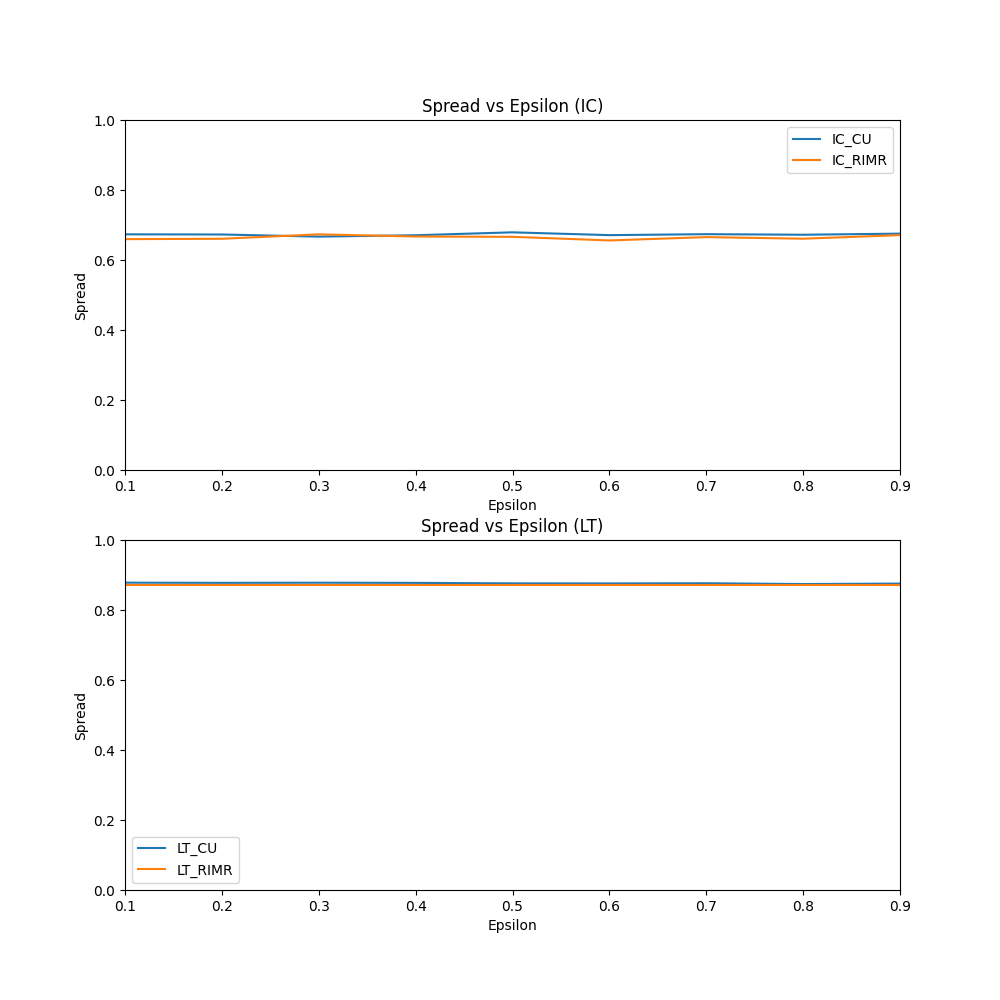 Spread vs Epsilon (IC)
1.0
0.8
0.6
0.4
0.2
0.0
Spread
IC_CU
IC_RIMR
0.1 0.2 0.3 0.4 0.5 0.6 0.7 0.8 0.9
Epsilon
Spread vs Epsilon (LT)
1.0
0.8
0.6
0.4
0.2
0.0
Spread
LT_CU
LT_RIMR
0.1 0.2 0.3 0.4 0.5 0.6 0.7 0.8 0.9
Epsilon